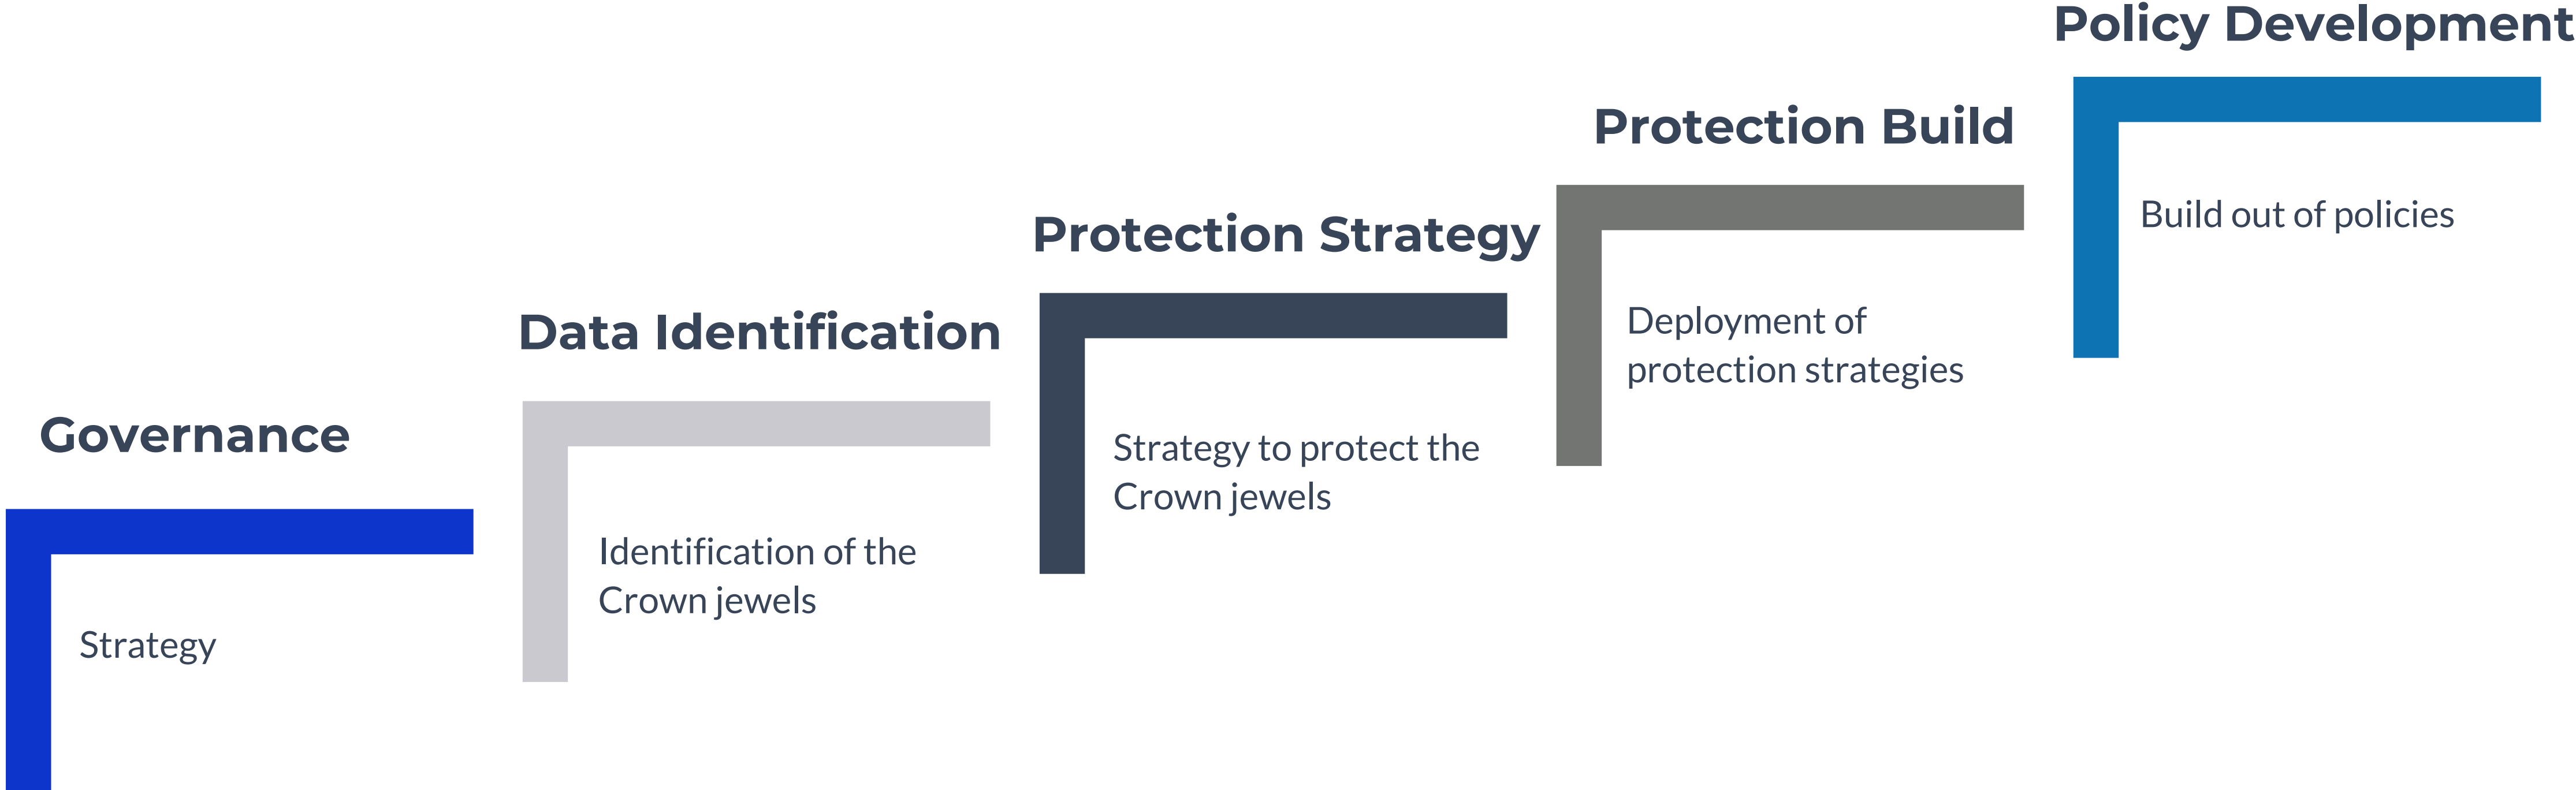 Governance
Strategy
Data Identification
Identification of the
Crown jewels
Protection Strategy
Strategy to protect the
Crown jewels
Protection Build
Deployment of
protection strategies
Policy Development
Build out of policies